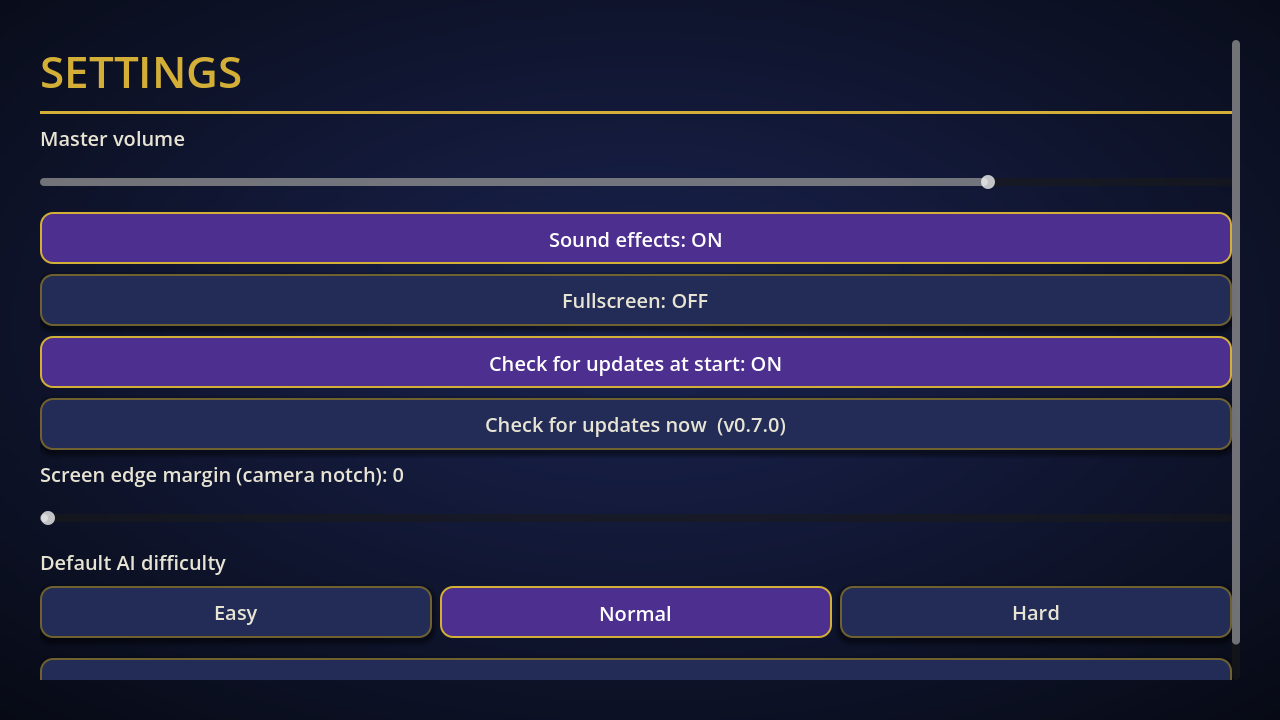 SETTINGS
Master volume
Sound effects: ON
Fullscreen: OFF
Check for updates at start: ON
Check for updates now  (v0.7.0)
Screen edge margin (camera notch): 0
Default AI difficulty
Easy
Normal
Hard